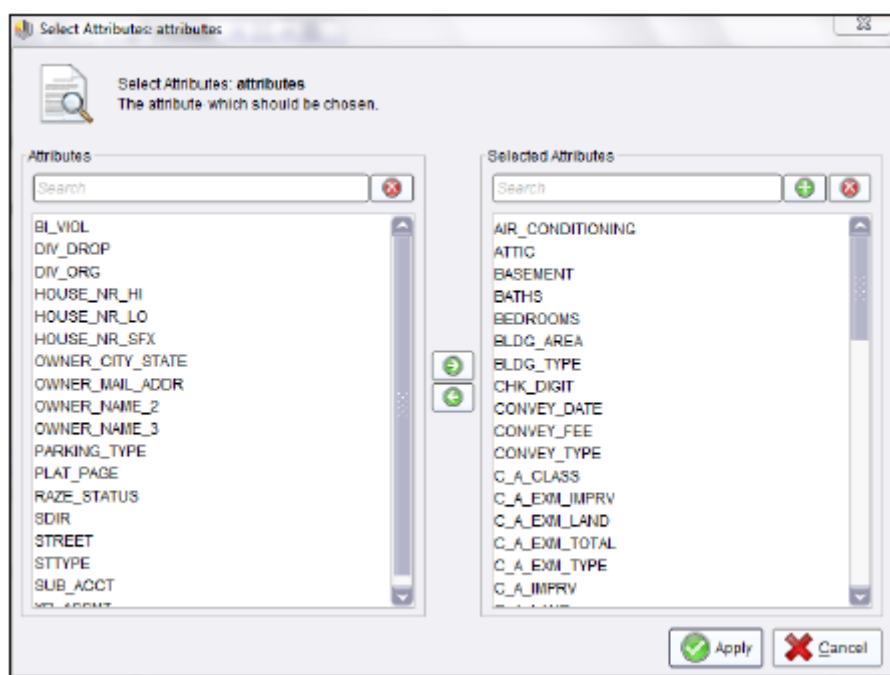 Select Attributes: attributes
Select Attributes: attributes
The attribute which should be chosen.
Attributes
Search
BI_VIOL
DIV_DROP
DIV_ORG
HOUSE_NR_HI
HOUSE_NR_LO
HOUSE_NR_SFX
OWNER_CITY_STATE
OWNER_MAIL_ADDR
OWNER_NAME_2
OWNER_NAME_3
PARKING_TYPE
PLAT_PAGE
RAZE_STATUS
SDIR
STREET
STTYPE
SUB_ACCT
Selected Attributes
Search
AIR_CONDITIONING
ATTIC
BASEMENT
BATHS
BEDROOMS
BLDG_AREA
BLDG_TYPE
CHK_DIGIT
CONVEY_DATE
CONVEY_FEE
CONVEY_TYPE
C_A_CLASS
C_A_EXM_IMPRV
C_A_EXM_LAND
C_A_EXM_TOTAL
C_A_EXM_TYPE
C_A_IMPRV
Apply
Cancel